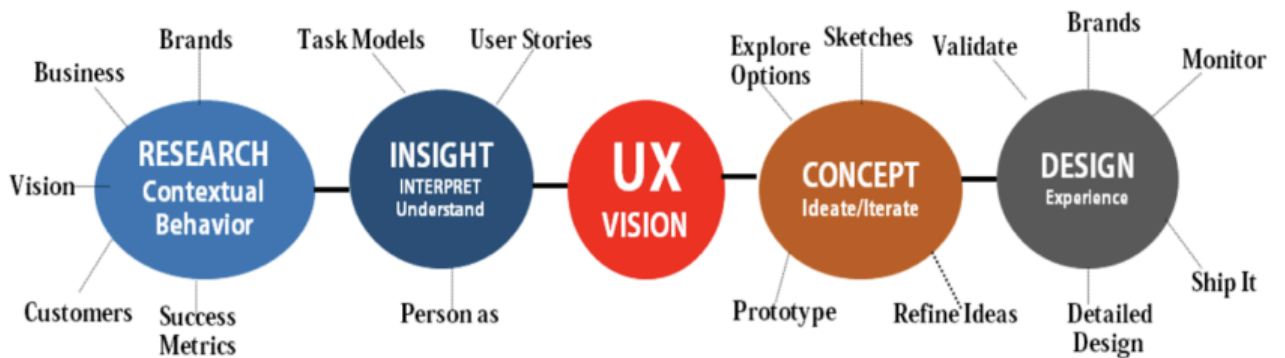 Brands
Business
Vision
Customers
Success
Metrics
RESEARCH
Contextual
Behavior
Task Models
User Stories
INSIGHT
INTERPRET
Understand
Person as
UX
VISION
Explore
Options
Sketches
CONCEPT
Ideate/Iterate
Prototype
Refine Ideas
Validate
Brands
Monitor
DESIGN
Experience
Ship It
Detailed
Design